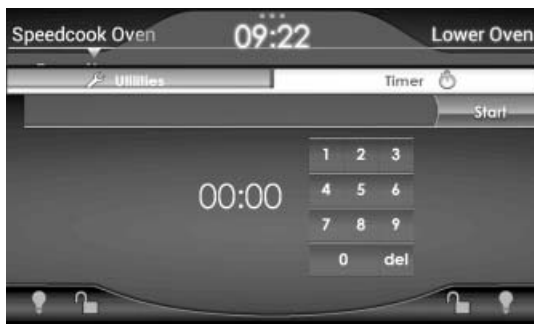 Speedcook Oven 09:22 Lower Oven
Utilities Timer
Start
1 2 3
00:00 4 5 6
7 8 9
0 del